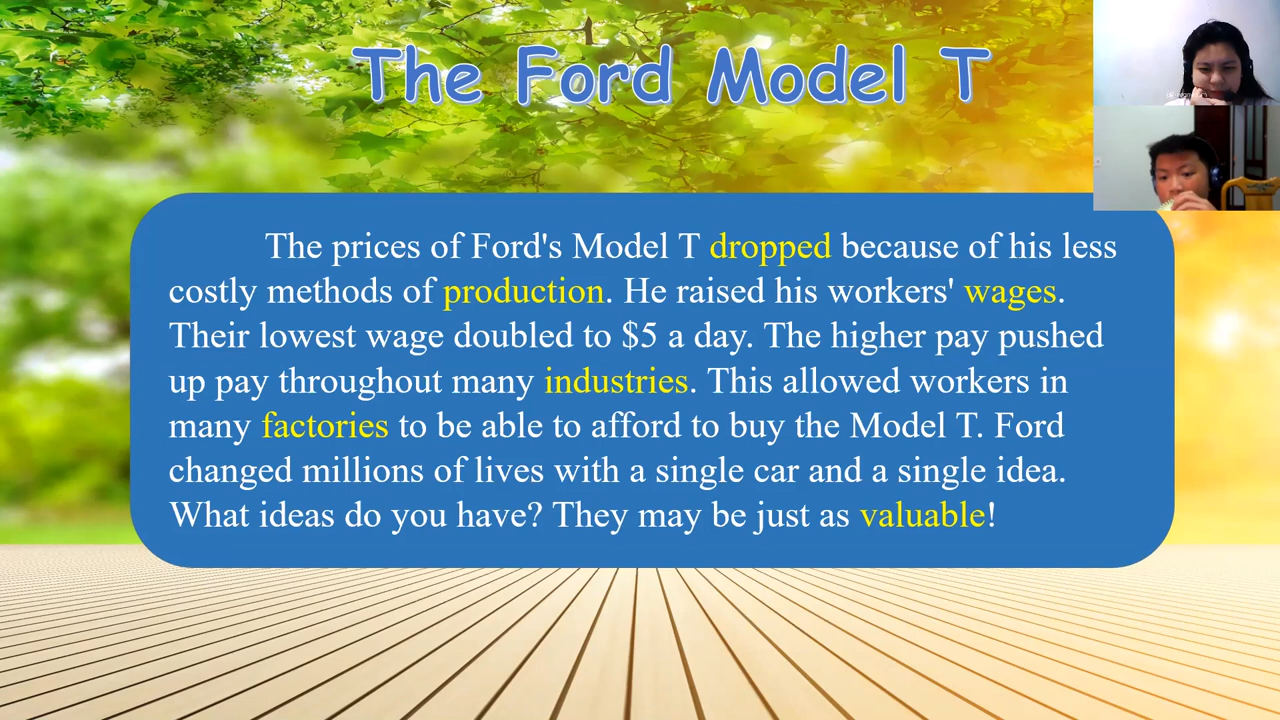 The Ford Model T
The prices of Ford's Model T dropped because of his less
costly methods of production. He raised his workers' wages.
Their lowest wage doubled to $5 a day. The higher pay pushed
up pay throughout many industries. This allowed workers in
many factories to be able to afford to buy the Model T. Ford
changed millions of lives with a single car and a single idea.
What ideas do you have? They may be just as valuable!